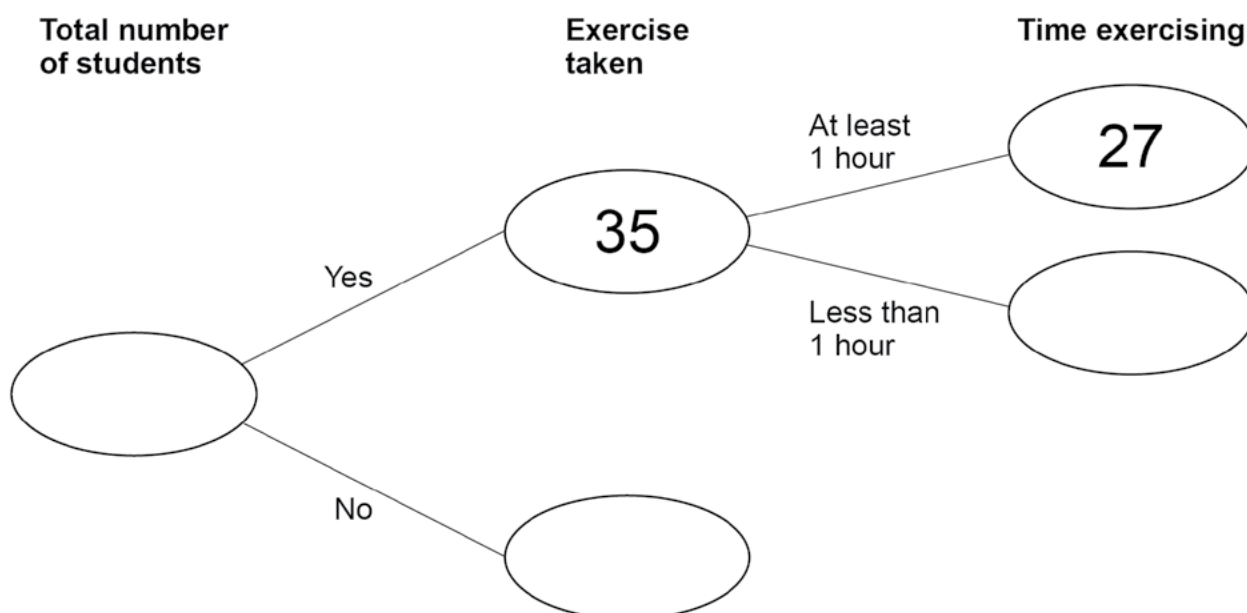 Total number
of students
Exercise
taken
Time exercising
At least
1 hour
27
35
Yes
Less than
1 hour
No